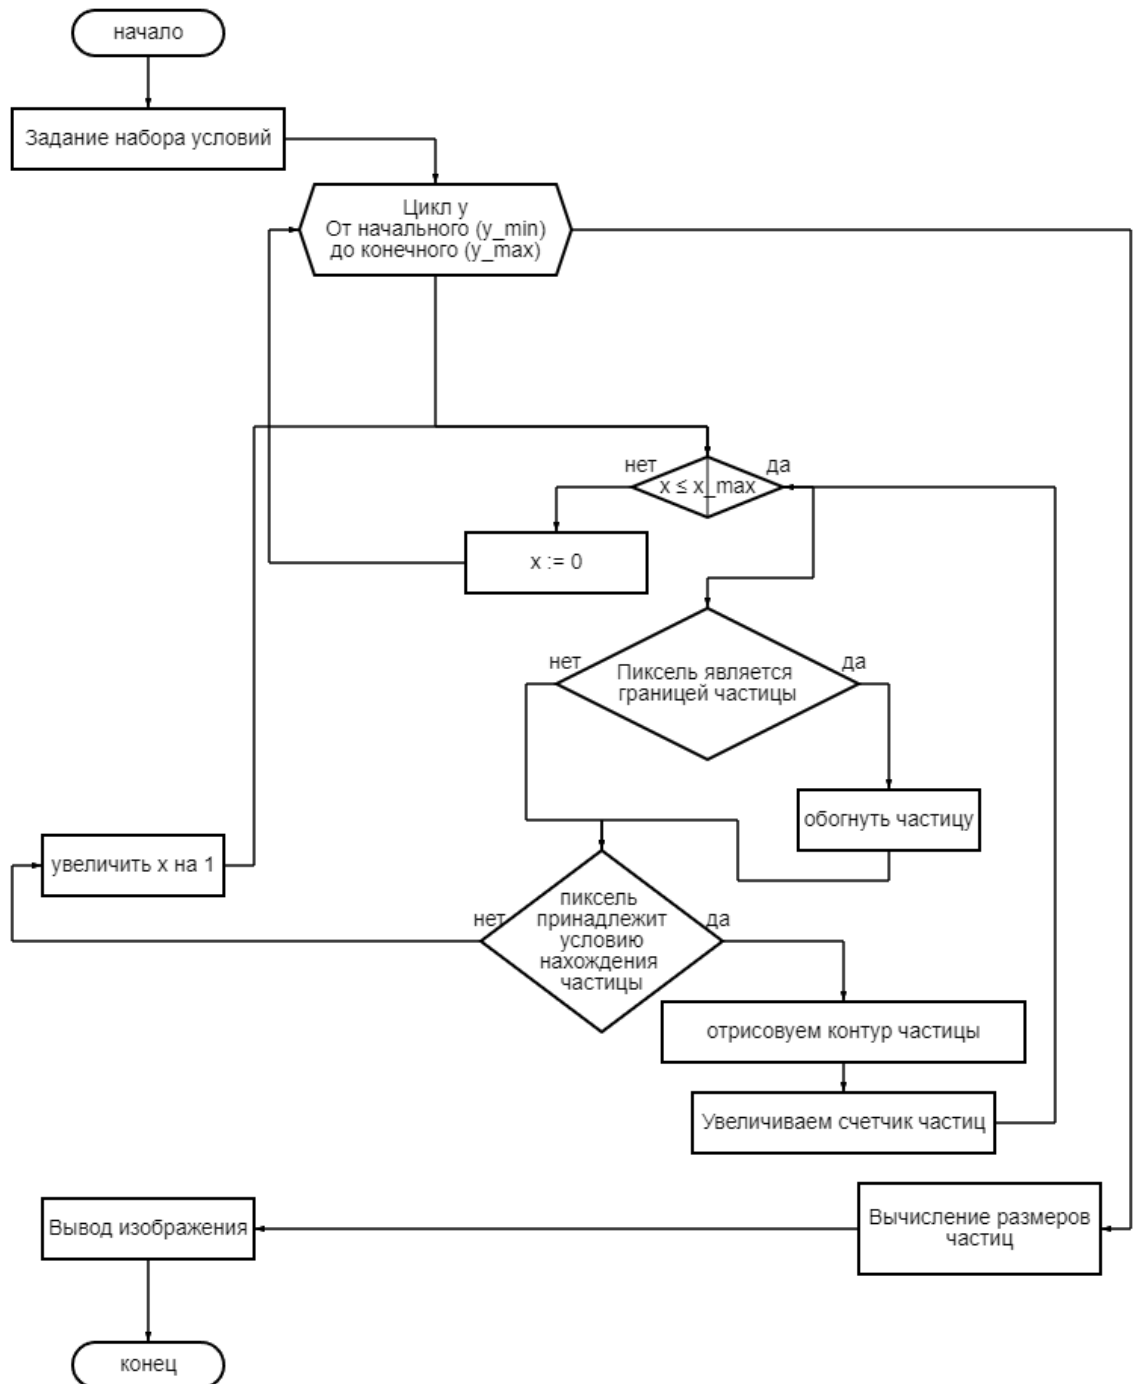 начало
Задание набора условий
Цикл y
От начального (y_min)
до конечного (y_max)
нет
да
x ≤ x_max
x := 0
нет
да
Пиксель является
границей частицы
обогнуть частицу
увеличить x на 1
нет
да
пиксель
принадлежит
условию
нахождения
частицы
отрисовуем контур частицы
Увеличиваем счетчик частиц
Вывод изображения
Вычисление размеров
частиц
конец